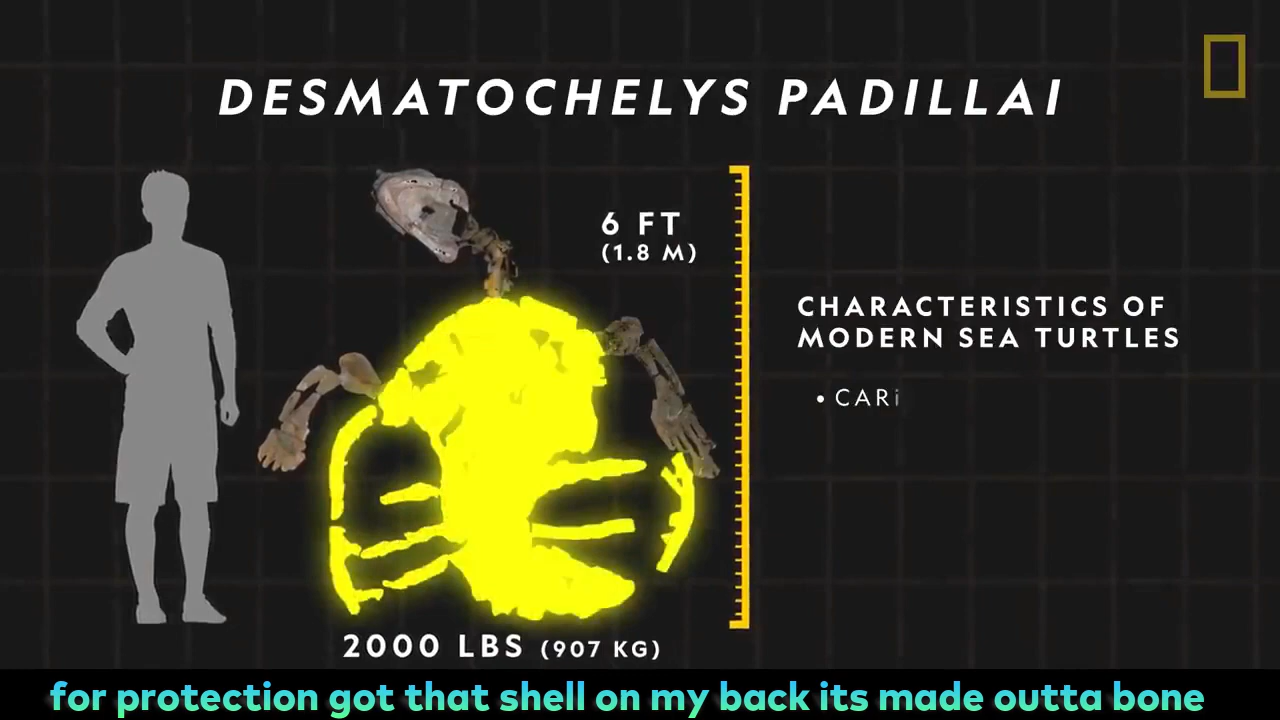 DESMATOCHELYS PADILLAI
6 FT
(1.8 M)
CHARACTERISTICS OF
MODERN SEA TURTLES
• CARi
2000 LBS (907 KG)
for protection got that shell on my back its made outta bone